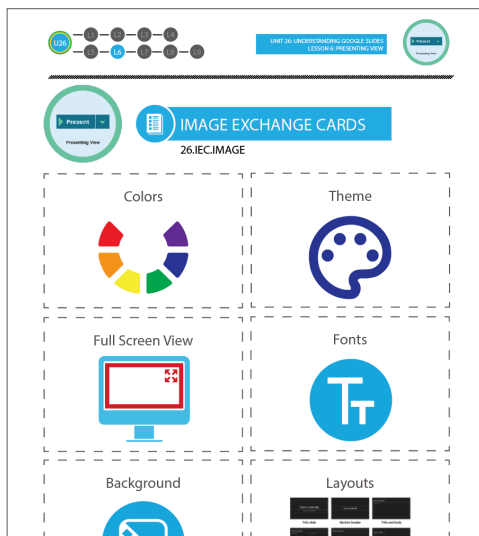 U26
L1
L2
L3
L4
L5
L6
L7
L8
L9
UNIT 26: UNDERSTANDING GOOGLE SLIDES
LESSON 6: PRESENTING VIEW
Present
Presenting View
Present
Presenting View
IMAGE EXCHANGE CARDS
26.IEC.IMAGE
Colors
Theme
Full Screen View
Fonts
TT
Background
Layouts
Title slide
Section header
Title and body